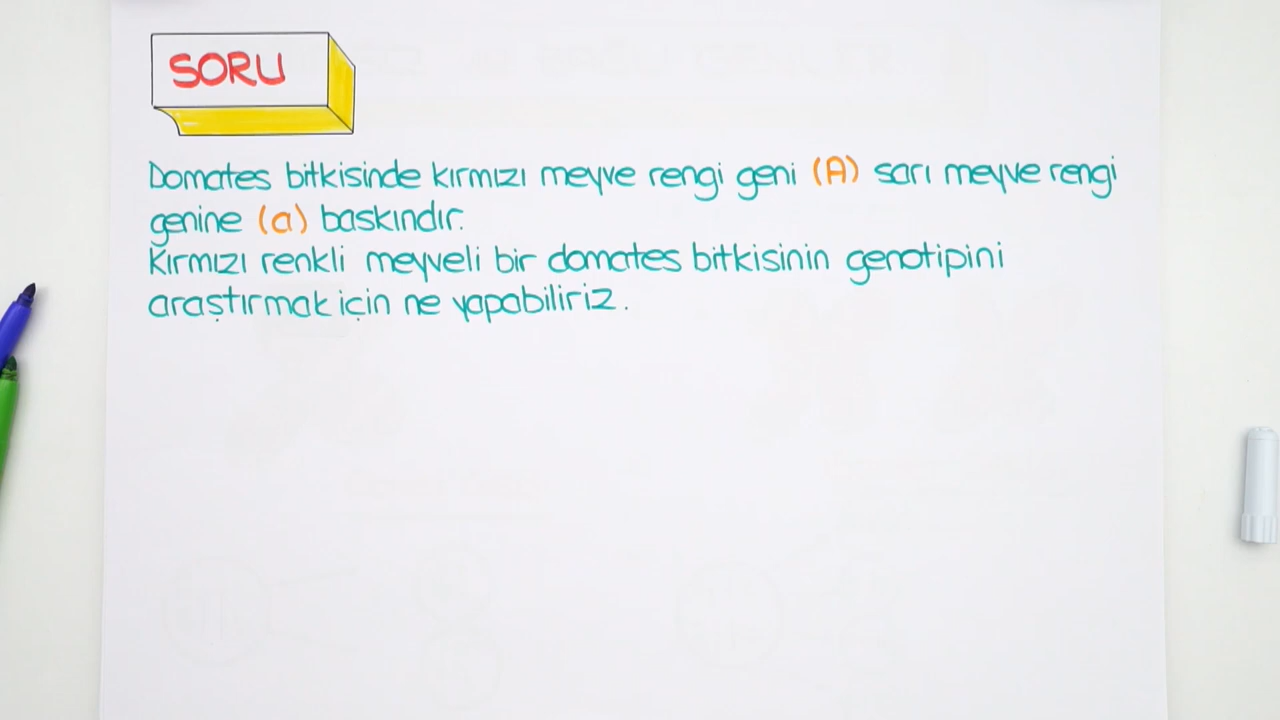 SORU
Domates bitkisinde kırmızı meyve rengi geni (A) sarı meyve rengi
genine (a) baskındır.
Kırmızı renkli meyveli bir domates bitkisinin genotipini
araştırmak için ne yapabiliriz.